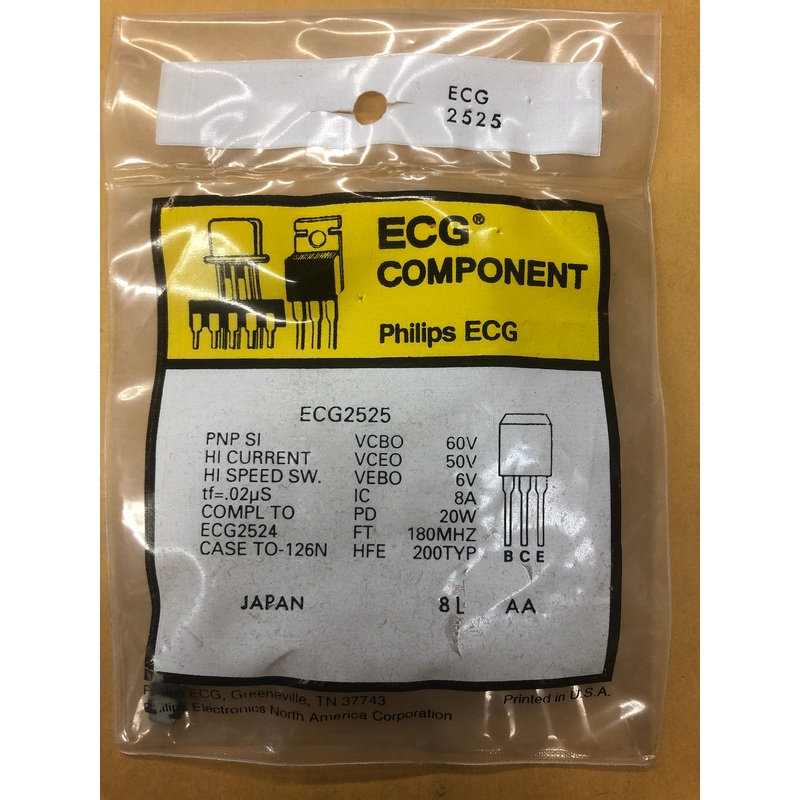 ECG
2525
ECG®
COMPONENT
Philips ECG
ECG2525
PNP SI VCBO 60V
HI CURRENT VCEO 50V
HI SPEED SW. VEBO 6V
tf=.02µS IC 8A
COMPL TO PD 20W
ECG2524 FT 180MHZ
CASE TO-126N HFE 200TYP
B C E
JAPAN 8L AA
Philips ECG, Greeneville, TN 37743
Printed in U.S.A.
Philips Electronics North America Corporation